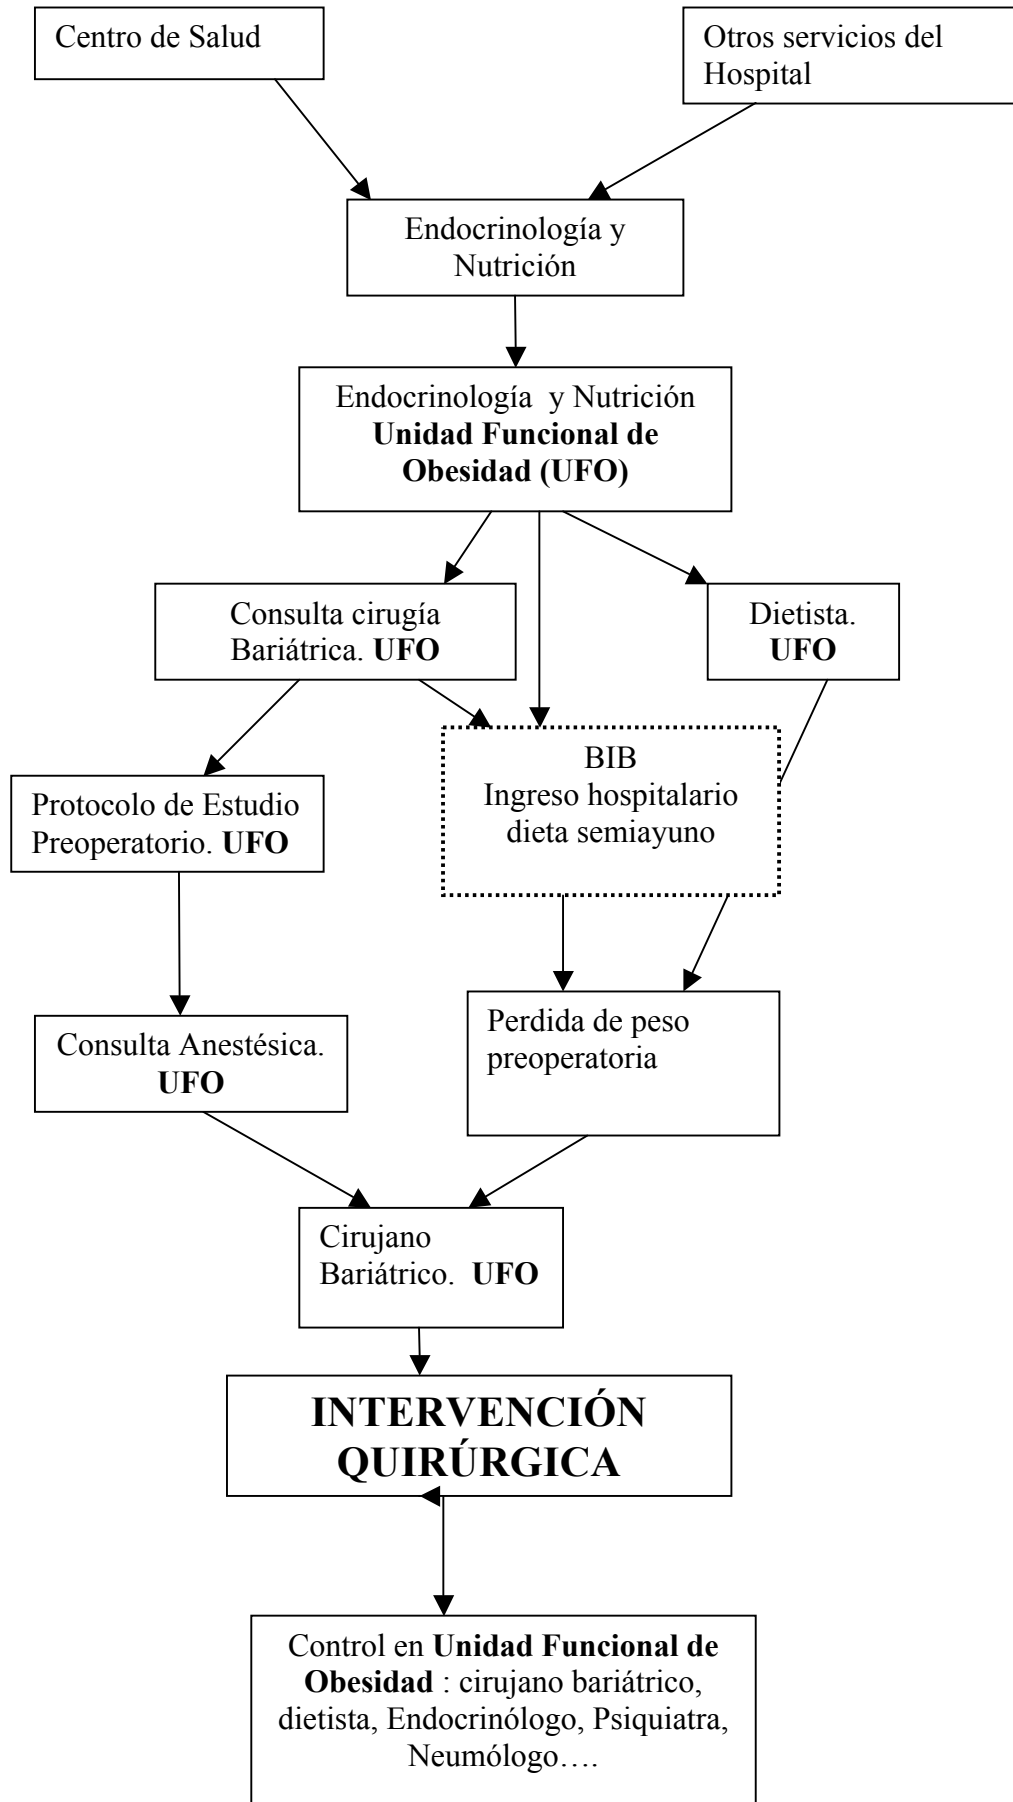 Centro de Salud
Otros servicios del
Hospital
Endocrinología y
Nutrición
Endocrinología y Nutrición
Unidad Funcional de
Obesidad (UFO)
Consulta cirugía
Bariátrica. UFO
Dietista.
UFO
BIB
Ingreso hospitalario
dieta semiayuno
Protocolo de Estudio
Preoperatorio. UFO
Consulta Anestésica.
UFO
Perdida de peso
preoperatoria
Cirujano
Bariátrico. UFO
INTERVENCIÓN
QUIRÚRGICA
Control en Unidad Funcional de
Obesidad : cirujano bariátrico,
dietista, Endocrinólogo, Psiquiatra,
Neumólogo….